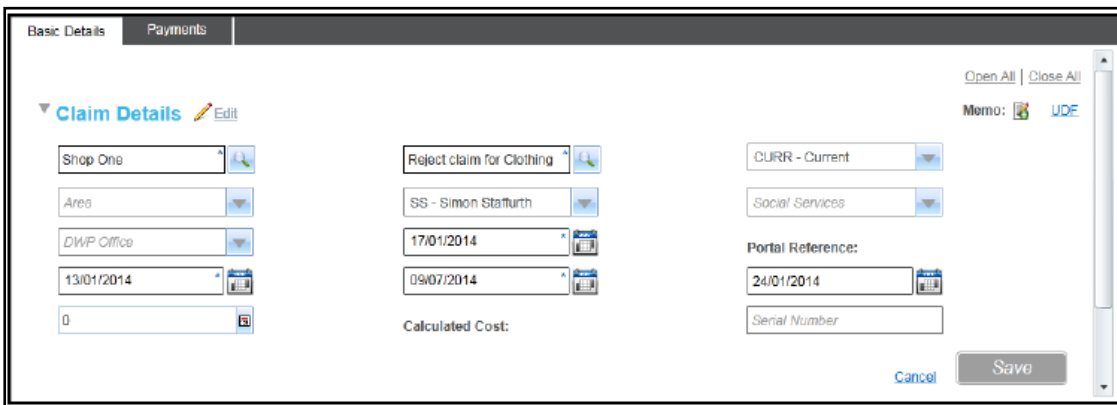 Basic Details Payments
Open All | Close All
Claim Details Edit Memo: UDF
Shop One Reject claim for Clothing CURR - Current
Area SS - Simon Staffurth Social Services
DWP Office 17/01/2014 Portal Reference:
13/01/2014 09/07/2014 24/01/2014
0 Calculated Cost: Serial Number
Cancel Save